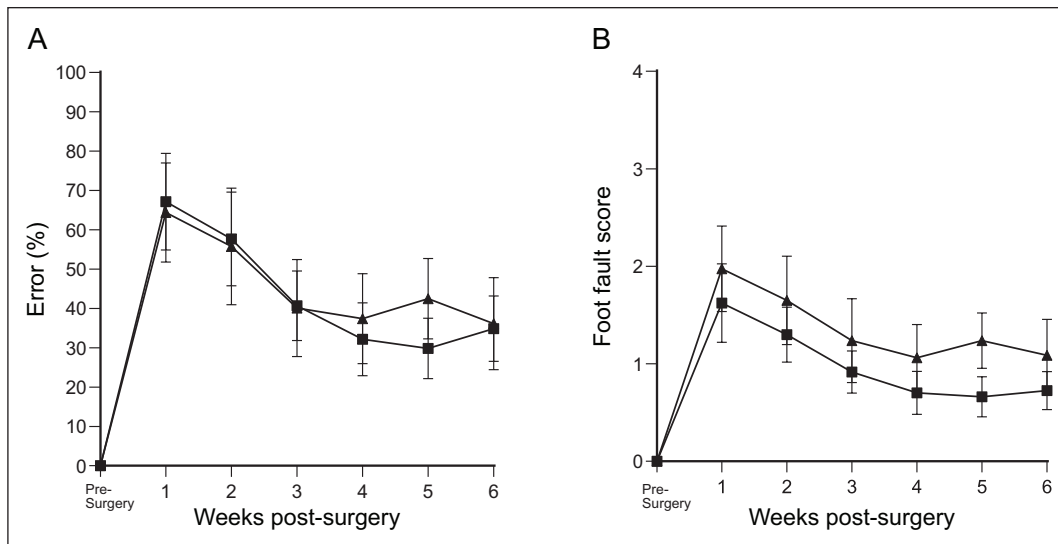 A
Error (%)
100
90
80
70
60
50
40
30
20
10
0
Pre-
Surgery
1 2 3 4 5 6
Weeks post-surgery
B
Foot fault score
4
3
2
1
0
Pre-
Surgery
1 2 3 4 5 6
Weeks post-surgery